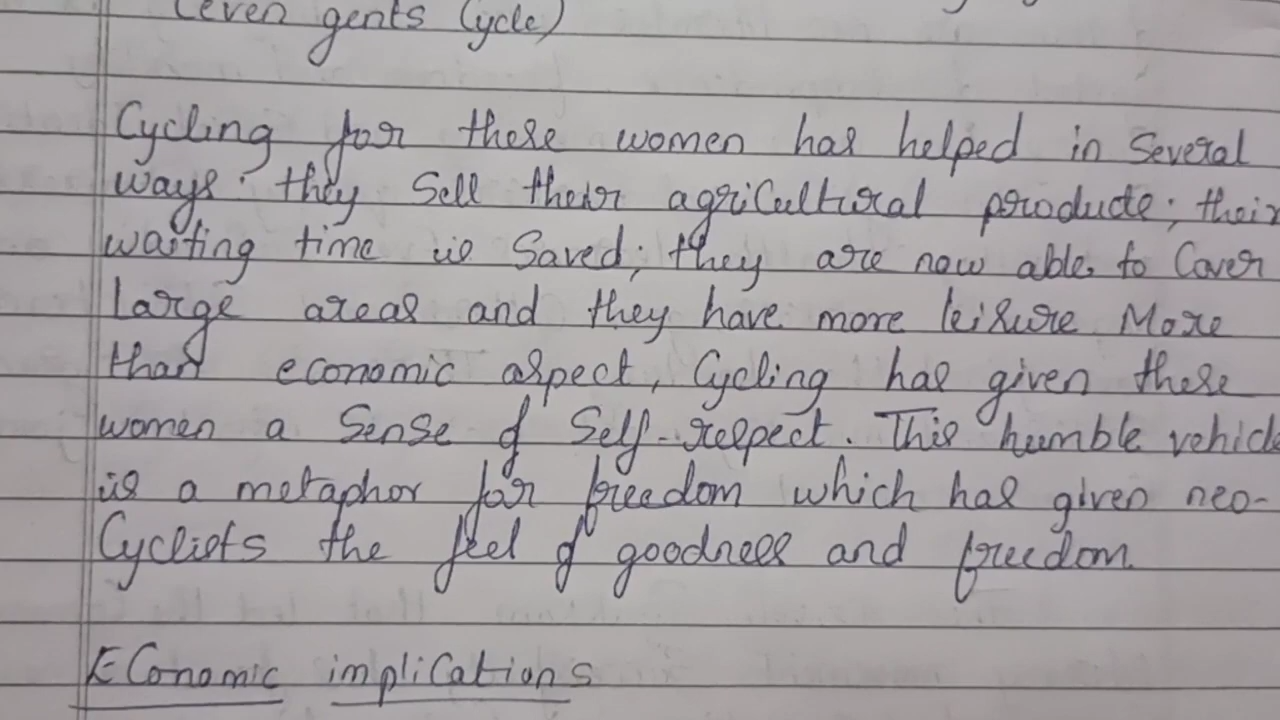 (even gents Cycle)
Cycling for these women has helped in Several
ways: they Sell their agricultural produce; their
waiting time is Saved; they are now able to Cover
Large areas and they have more leisure More
than economic aspect, Cycling has given these
women a Sense of Self-respect. This humble vehicle
is a metaphor for freedom which has given neo-
Cyclists the feel of goodness and freedom
Economic implications